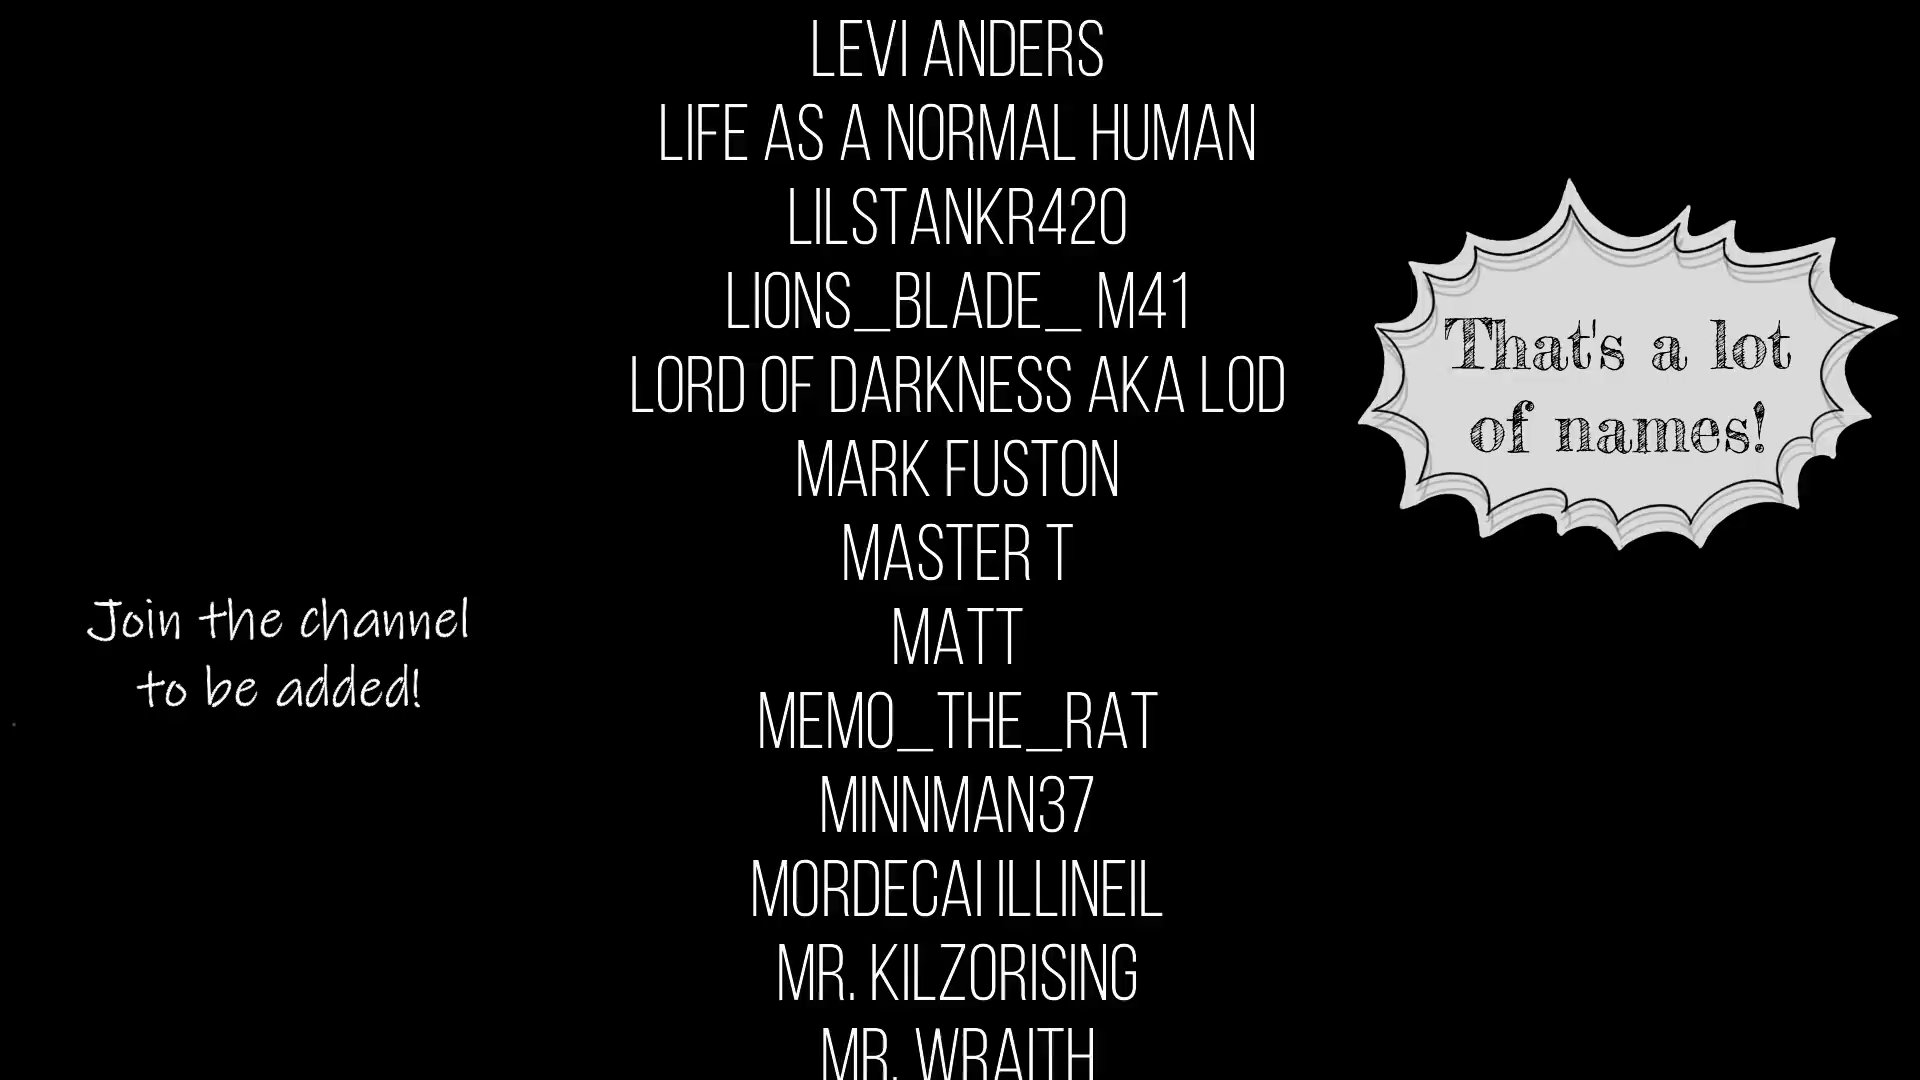 LEVI ANDERS
LIFE AS A NORMAL HUMAN
LILSTANKR420
LIONS_BLADE_ M41
LORD OF DARKNESS AKA LOD
MARK FUSTON
MASTER T
MATT
MEMO_THE_RAT
MINNMAN37
MORDECAI ILLINEIL
MR. KILZORISING
MR. WRAITH
Join the channel
to be added!
That's a lot
of names!